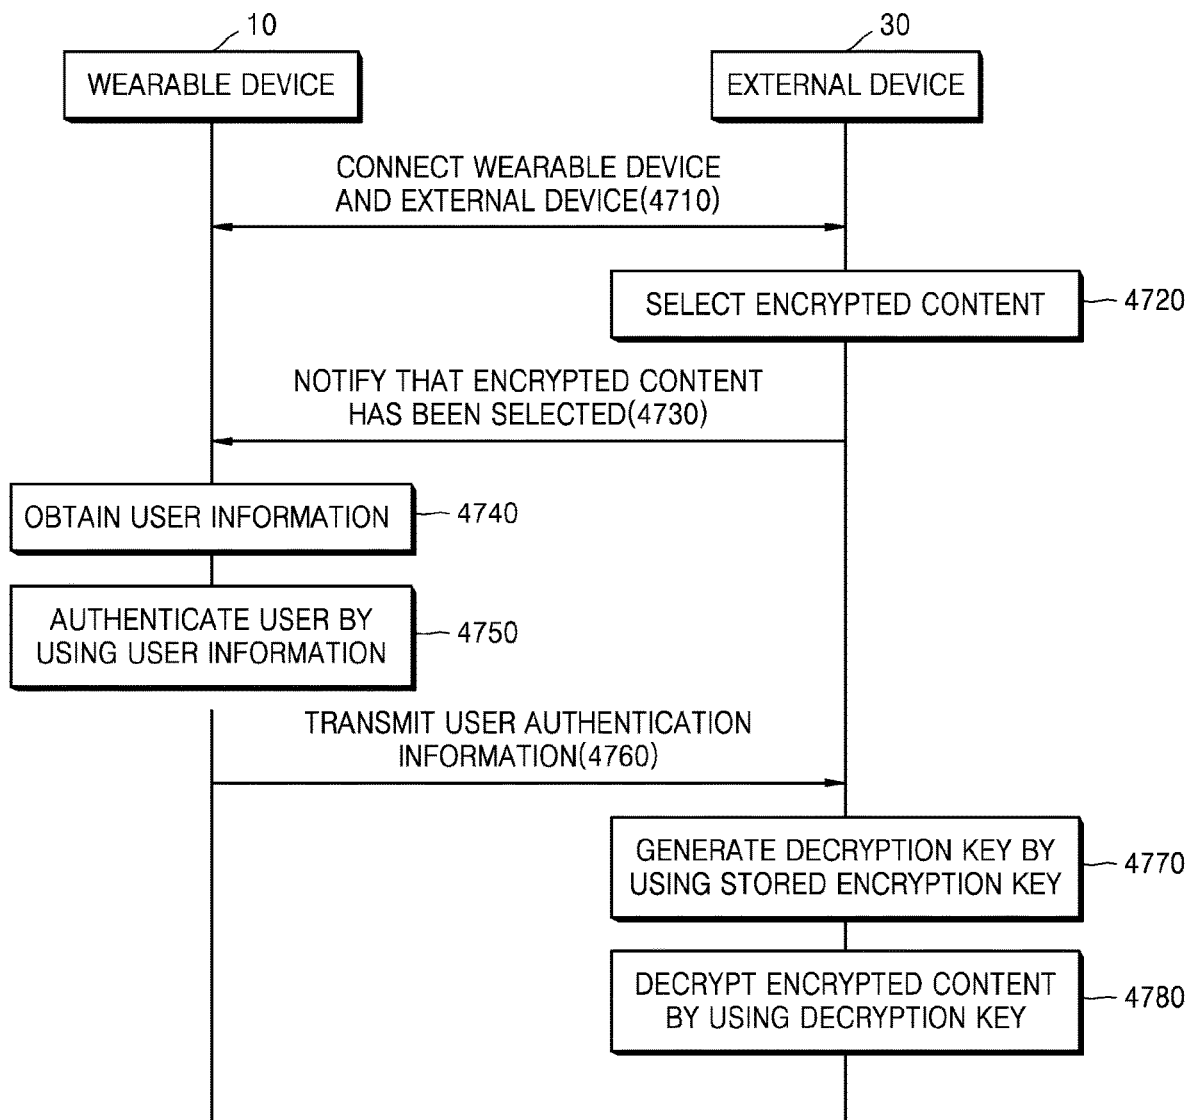 10
30
WEARABLE DEVICE
EXTERNAL DEVICE
CONNECT WEARABLE DEVICE
AND EXTERNAL DEVICE(4710)
SELECT ENCRYPTED CONTENT
4720
NOTIFY THAT ENCRYPTED CONTENT
HAS BEEN SELECTED(4730)
OBTAIN USER INFORMATION
4740
AUTHENTICATE USER BY
USING USER INFORMATION
4750
TRANSMIT USER AUTHENTICATION
INFORMATION(4760)
GENERATE DECRYPTION KEY BY
USING STORED ENCRYPTION KEY
4770
DECRYPT ENCRYPTED CONTENT
BY USING DECRYPTION KEY
4780